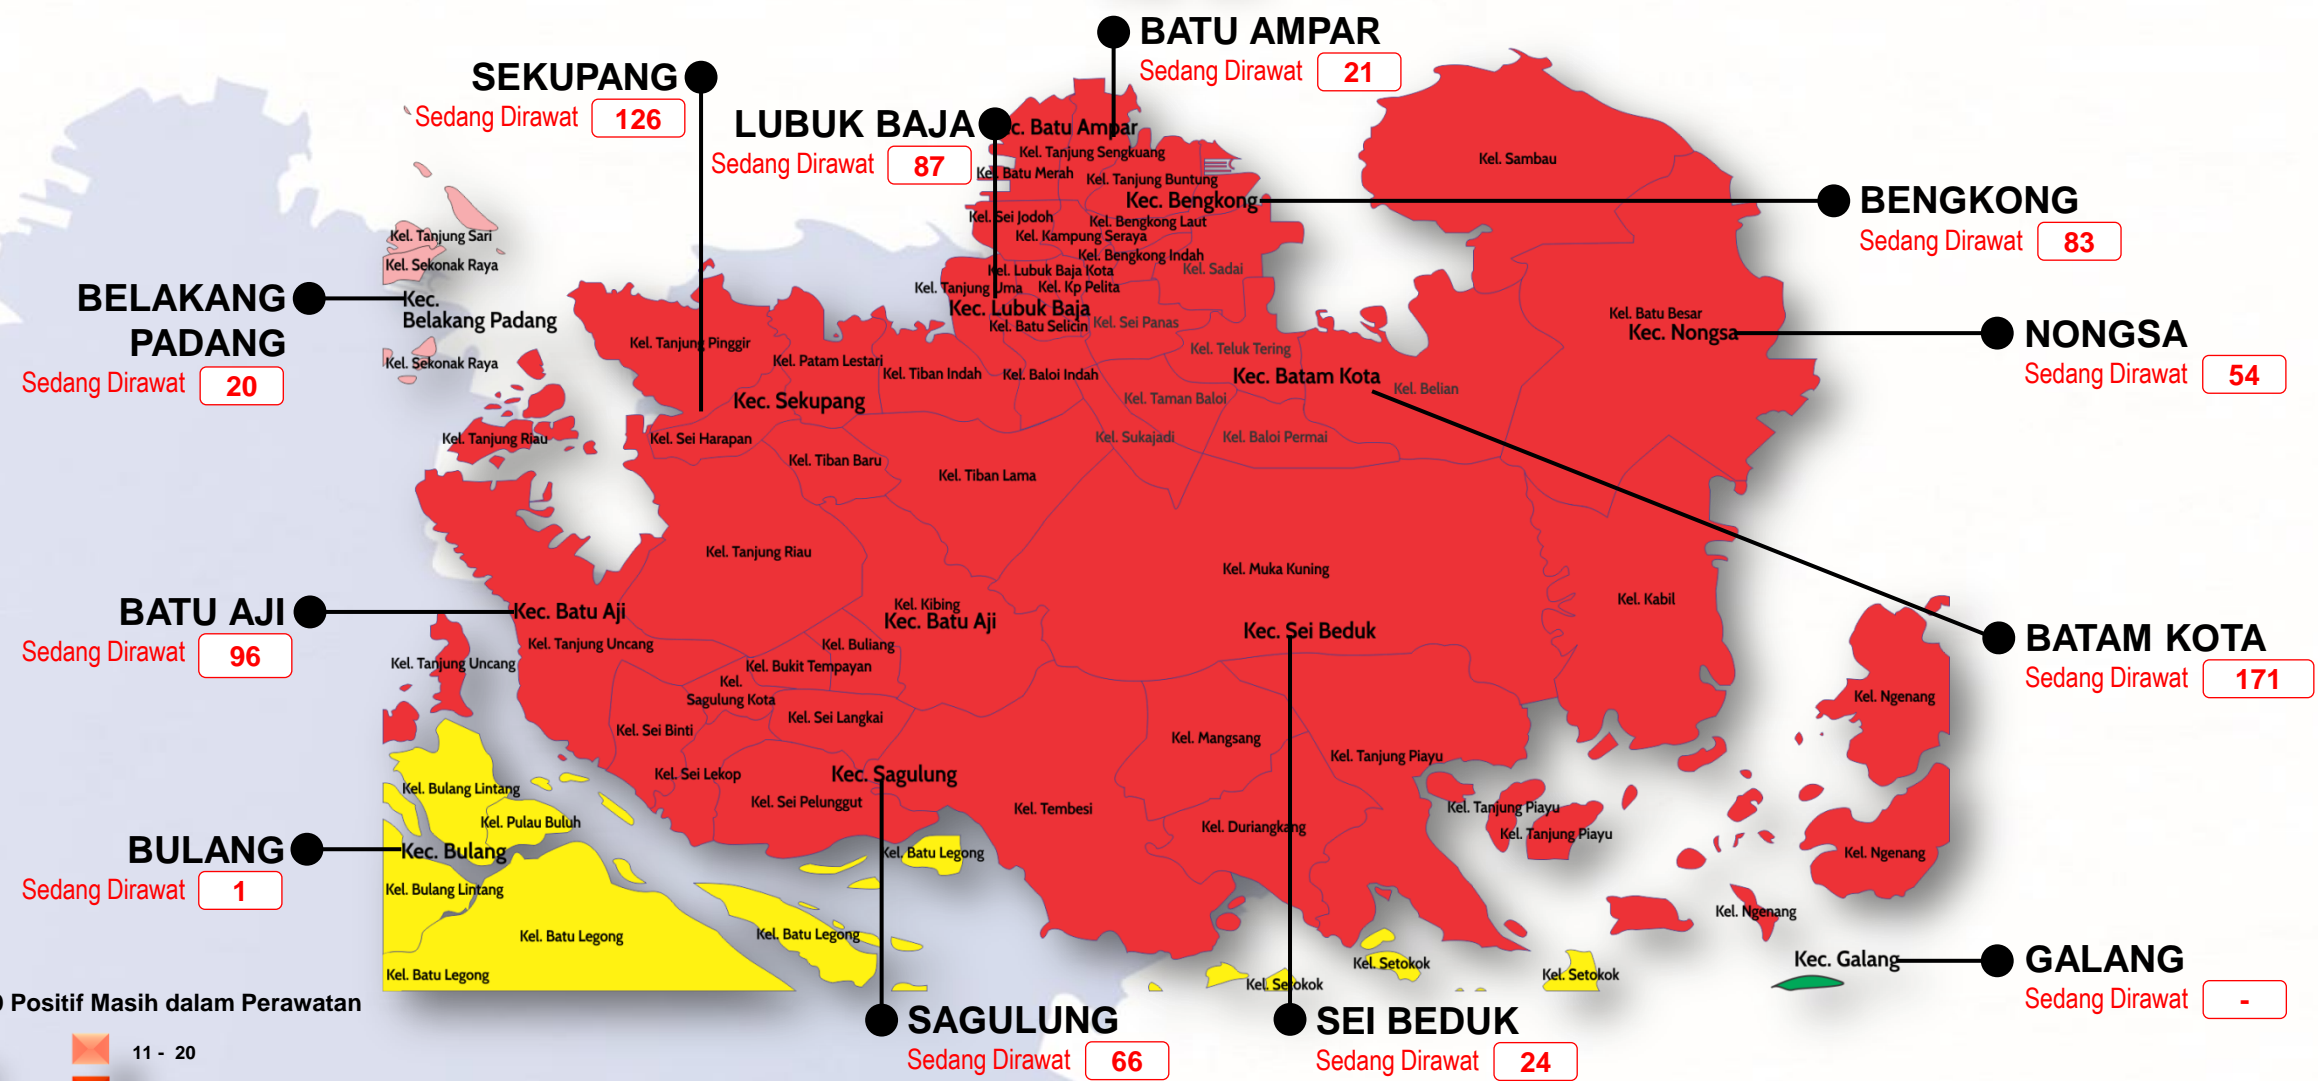 BATU AMPAR
Sedang Dirawat 21
SEKUPANG
Sedang Dirawat 126
LUBUK BAJA
Sedang Dirawat 87
BENGKONG
Sedang Dirawat 83
BELAKANG
PADANG
Sedang Dirawat 20
NONGSA
Sedang Dirawat 54
BATU AJI
Sedang Dirawat 96
BATAM KOTA
Sedang Dirawat 171
BULANG
Sedang Dirawat 1
GALANG
Sedang Dirawat -
SAGULUNG
Sedang Dirawat 66
SEI BEDUK
Sedang Dirawat 24
c. Batu Ampar
Kel. Tanjung Sengkuang
Kel. Batu Merah
Kel. Tanjung Buntung
Kec. Bengkong
Kel. Sei Jodoh
Kel. Bengkong Laut
Kel. Kampung Seraya
Kel. Bengkong Indah
Kel. Sadai
Kel. Lubuk Baja Kota
Kel. Tanjung Uma
Kel. Kp Pelita
Kec. Lubuk Baja
Kel. Batu Selicin
Kel. Sei Panas
Kel. Sambau
Kel. Batu Besar
Kec. Nongsa
Kel. Tanjung Sari
Kel. Sekonak Raya
Kec.
Belakang Padang
Kel. Sekonak Raya
Kel. Tanjung Pinggir
Kel. Patam Lestari
Kel. Tiban Indah
Kel. Baloi Indah
Kel. Teluk Tering
Kec. Batam Kota
Kel. Belian
Kec. Sekupang
Kel. Taman Baloi
Kel. Tanjung Riau
Kel. Sei Harapan
Kel. Sukajadi
Kel. Baloi Permai
Kel. Tiban Baru
Kel. Tiban Lama
Kel. Tanjung Riau
Kel. Muka Kuning
Kel. Kabil
Kec. Batu Aji
Kel. Kibing
Kec. Batu Aji
Kec. Sei Beduk
Kel. Tanjung Uncang
Kel. Buliang
Kel. Tanjung Uncang
Kel. Bukit Tempayan
Kel.
Sagulung Kota
Kel. Sei Langkai
Kel. Ngenang
Kel. Sei Binti
Kel. Mangsang
Kel. Tanjung Piayu
Kel. Sei Lekop
Kec. Sagulung
Kel. Bulang Lintang
Kel. Sei Pelunggut
Kel. Tembesi
Kel. Tanjung Piayu
Kel. Pulau Buluh
Kel. Duriangkang
Kel. Tanjung Piayu
Kec. Bulang
Kel. Batu Legong
Kel. Ngenang
Kel. Bulang Lintang
Kel. Ngenang
Kel. Batu Legong
Kel. Batu Legong
Kec. Galang
Kel. Setokok
Kel. Batu Legong
Kel. Setokok
Kel. Setokok
Positif Masih dalam Perawatan
11 - 20